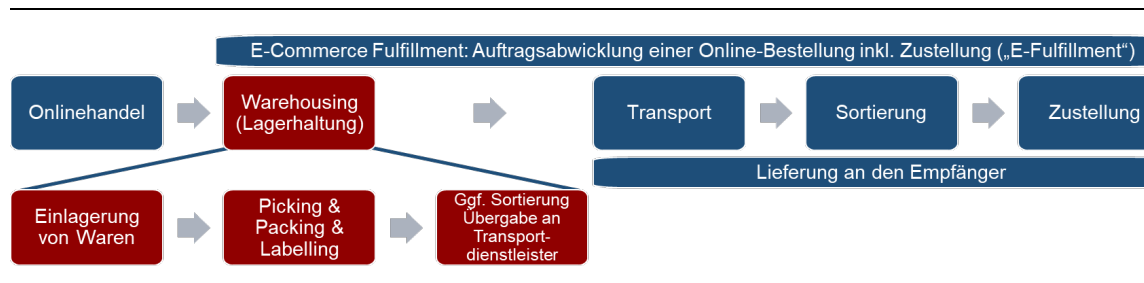 E-Commerce Fulfillment: Auftragsabwicklung einer Online-Bestellung inkl. Zustellung („E-Fulfillment“)
Onlinehandel
Warehousing
(Lagerhaltung)
Transport
Sortierung
Zustellung
Lieferung an den Empfänger
Einlagerung
von Waren
Picking &
Packing &
Labelling
Ggf. Sortierung
Übergabe an
Transport-
dienstleister